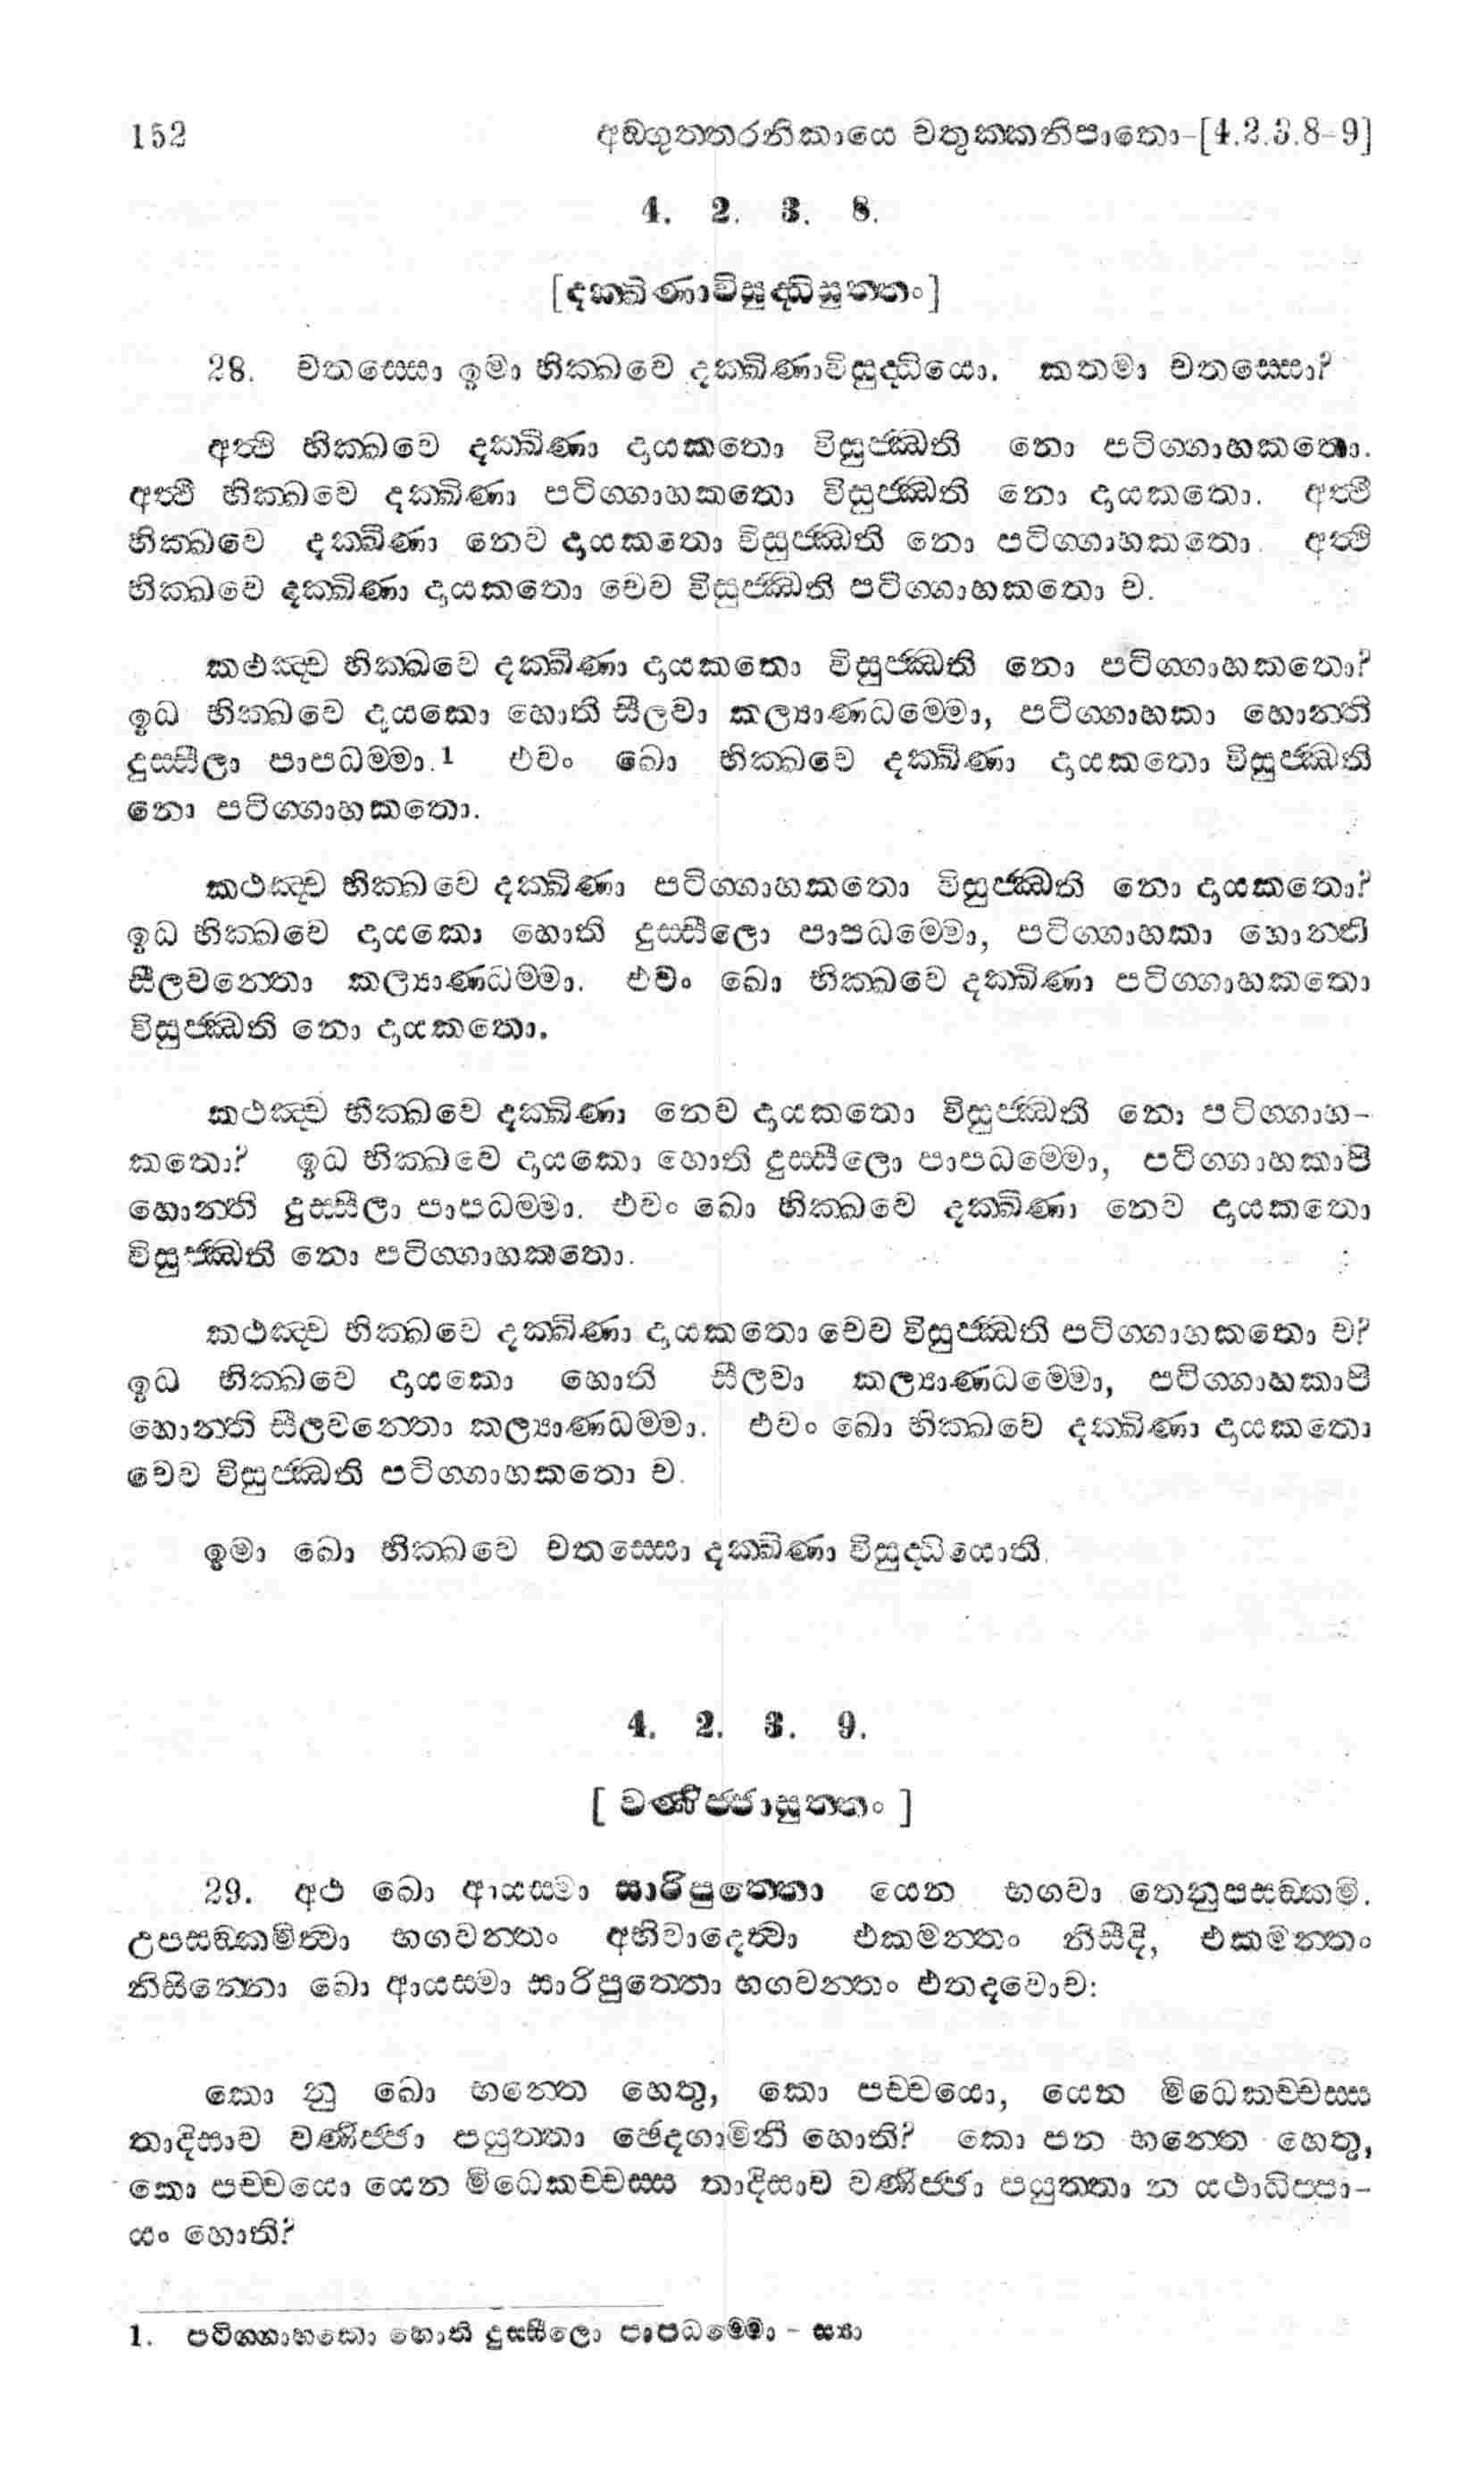 152 අඞ්ගුත්තරනිකායෙ චතුක්කනිපාතො-[4.2.3.8-9]
4. 2. 3. 8.
[දක්ඛිණාවිසුද්ධිසුත්තං]
28. චතස්සො ඉමා භික්ඛවෙ දක්ඛිණාවිසුද්ධියො. කතමා චතස්සො?
අත්ථි භික්ඛවෙ දක්ඛිණා දායකතො විසුජ්ඣති නො පටිග්ගාහකතො.
අත්ථි භික්ඛවෙ දක්ඛිණා පටිග්ගාහකතො විසුජ්ඣති නො දායකතො. අත්ථි
භික්ඛවෙ දක්ඛිණා නෙව දායකතො විසුජ්ඣති නො පටිග්ගාහකතො. අත්ථි
භික්ඛවෙ දක්ඛිණා දායකතො චෙව විසුජ්ඣති පටිග්ගාහකතො ච.
කථඤ්ච භික්ඛවෙ දක්ඛිණා දායකතො විසුජ්ඣති නො පටිග්ගාහකතො?
ඉධ භික්ඛවෙ දායකො හොති සීලවා කල්‍යාණධම්මො, පටිග්ගාහකා හොන්ති
දුස්සීලා පාපධම්මා.1 එවං ඛො භික්ඛවෙ දක්ඛිණා දායකතො විසුජ්ඣති
නො පටිග්ගාහකතො.
කථඤ්ච භික්ඛවෙ දක්ඛිණා පටිග්ගාහකතො විසුජ්ඣති නො දායකතො?
ඉධ භික්ඛවෙ දායකො හොති දුස්සීලො පාපධම්මො, පටිග්ගාහකා හොන්ති
සීලවන්තො කල්‍යාණධම්මා. එවං ඛො භික්ඛවෙ දක්ඛිණා පටිග්ගාහකතො
විසුජ්ඣති නො දායකතො.
කථඤ්ච භික්ඛවෙ දක්ඛිණා නෙව දායකතො විසුජ්ඣති නො පටිග්ගාහ-
කතො? ඉධ භික්ඛවෙ දායකො හොති දුස්සීලො පාපධම්මො, පටිග්ගාහකාපි
හොන්ති දුස්සීලා පාපධම්මා. එවං ඛො භික්ඛවෙ දක්ඛිණා නෙව දායකතො
විසුජ්ඣති නො පටිග්ගාහකතො.
කථඤ්ච භික්ඛවෙ දක්ඛිණා දායකතො චෙව විසුජ්ඣති පටිග්ගාහකතො ච?
ඉධ භික්ඛවෙ දායකො හොති සීලවා කල්‍යාණධම්මො, පටිග්ගාහකාපි
හොන්ති සීලවන්තො කල්‍යාණධම්මා. එවං ඛො භික්ඛවෙ දක්ඛිණා දායකතො
චෙව විසුජ්ඣති පටිග්ගාහකතො ච.
ඉමා ඛො භික්ඛවෙ චතස්සො දක්ඛිණා විසුද්ධියොති.
4. 2. 3. 9.
[ වණිජ්ජාසුත්තං ]
29. අථ ඛො ආයස්මා සාරිපුත්තො යෙන භගවා තෙනුපසඞ්කමි.
උපසඞ්කමිත්වා භගවන්තං අභිවාදෙත්වා එකමන්තං නිසීදි, එකමන්තං
නිසින්නො ඛො ආයස්මා සාරිපුත්තො භගවන්තං එතදවොච:
කො නු ඛො භන්තෙ හෙතු, කො පච්චයො, යෙන මිධෙකච්චස්ස
තාදිසාව වණිජ්ජා පයුත්තා ඡෙදගාමිනී හොති? කො පන භන්තෙ හෙතු,
කො පච්චයො යෙන මිධෙකච්චස්ස තාදිසාව වණිජ්ජා පයුත්තා න යථාධිප්පා-
යං හොති?
1. පටිග්ගාහකො හොති දුස්සීලො පාපධම්මො - ස්‍යා